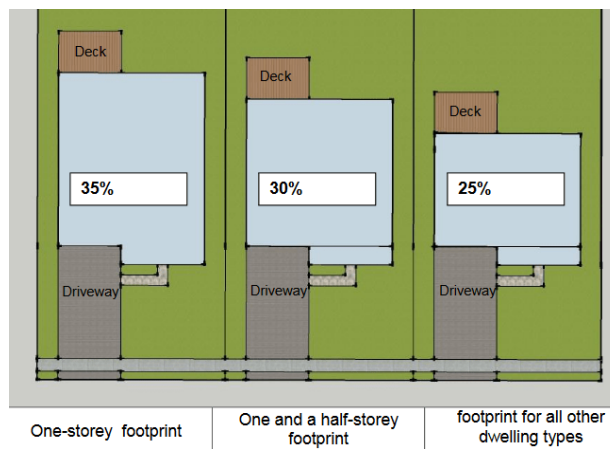 Deck
Deck
Deck
35%
30%
25%
Driveway
Driveway
Driveway
One-storey footprint
One and a half-storey
footprint
footprint for all other
dwelling types